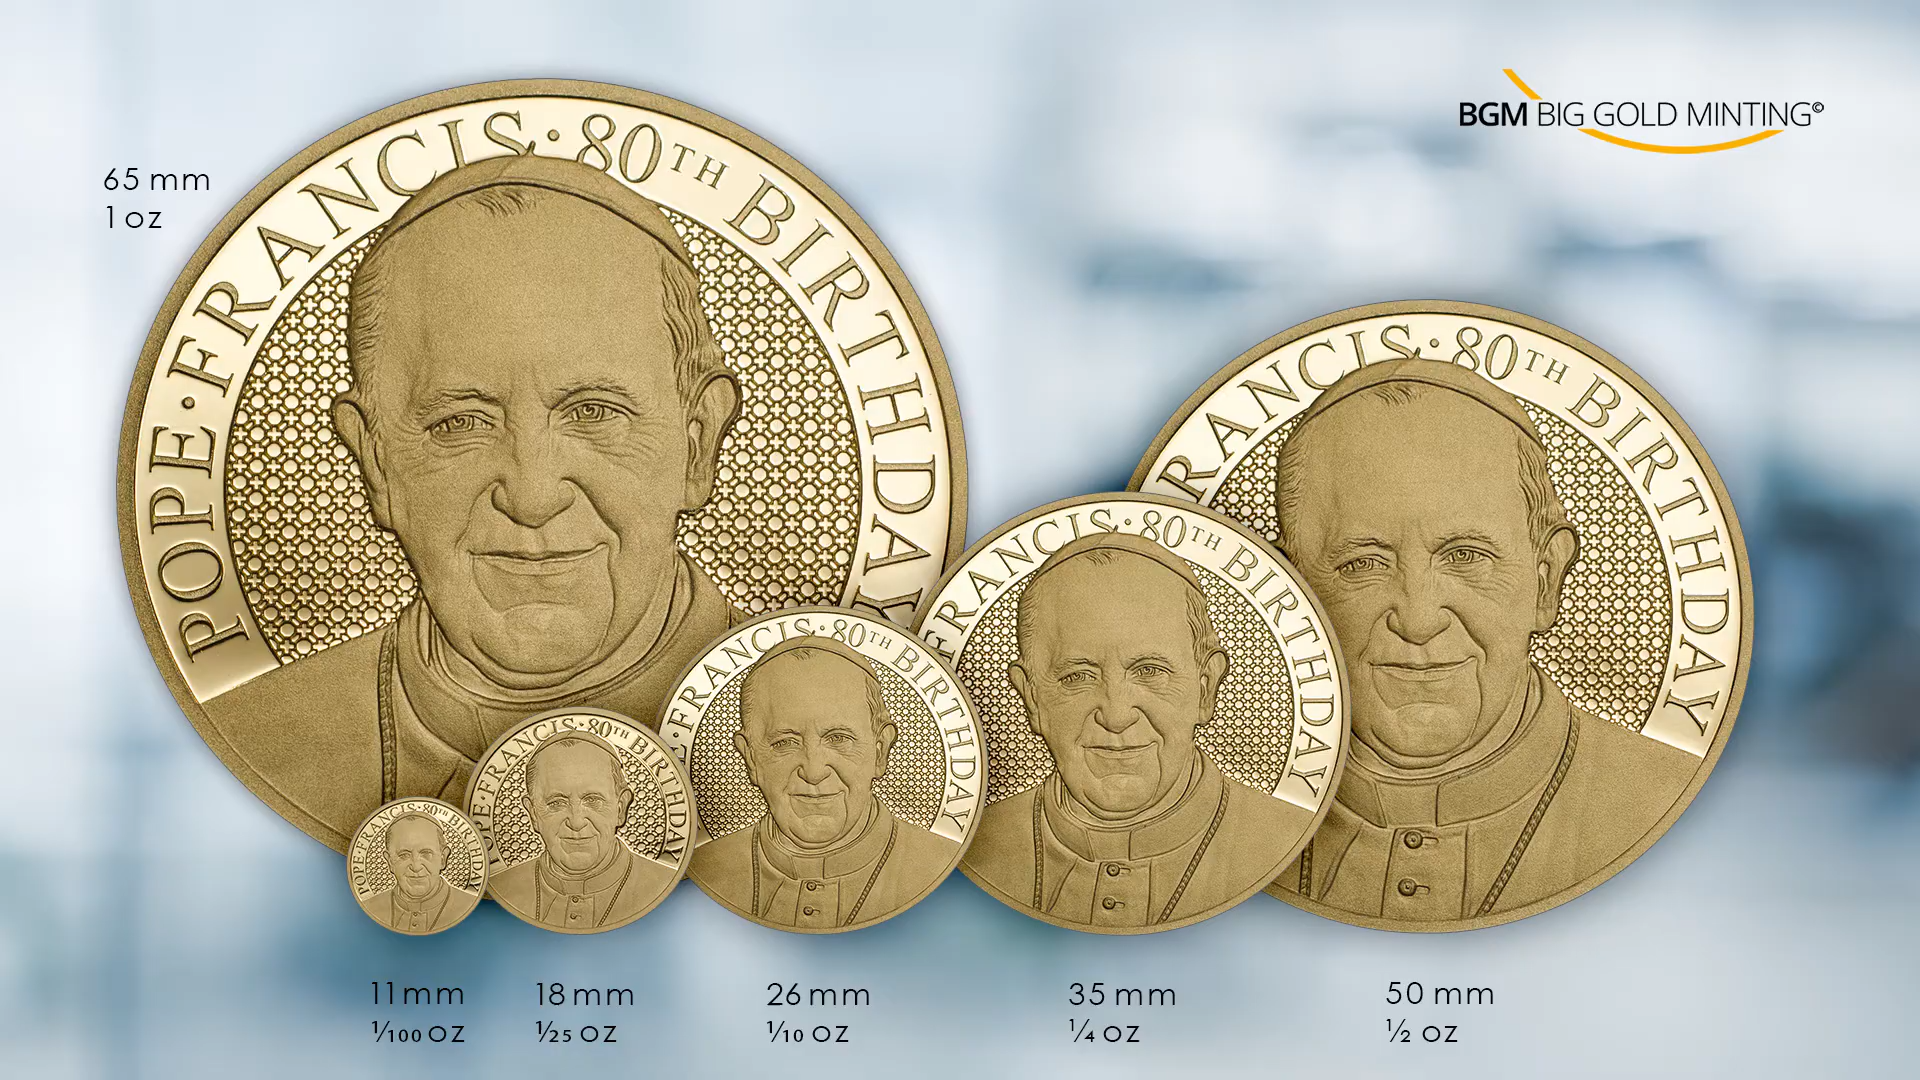 BGM BIG GOLD MINTING©
65 mm
1 oz
POPE·FRANCIS·80TH BIRTHDAY
RANCIS·80TH BIRTHDAY
FRANCIS·80TH BIRTHDAY
E·FRANCIS·80TH BIRTHDAY
POPE·FRANCIS·80TH BIRTHDAY
POPE·FRANCIS·80TH BIRTHDAY
11 mm
1/100 oz
18 mm
1/25 oz
26 mm
1/10 oz
35 mm
1/4 oz
50 mm
1/2 oz